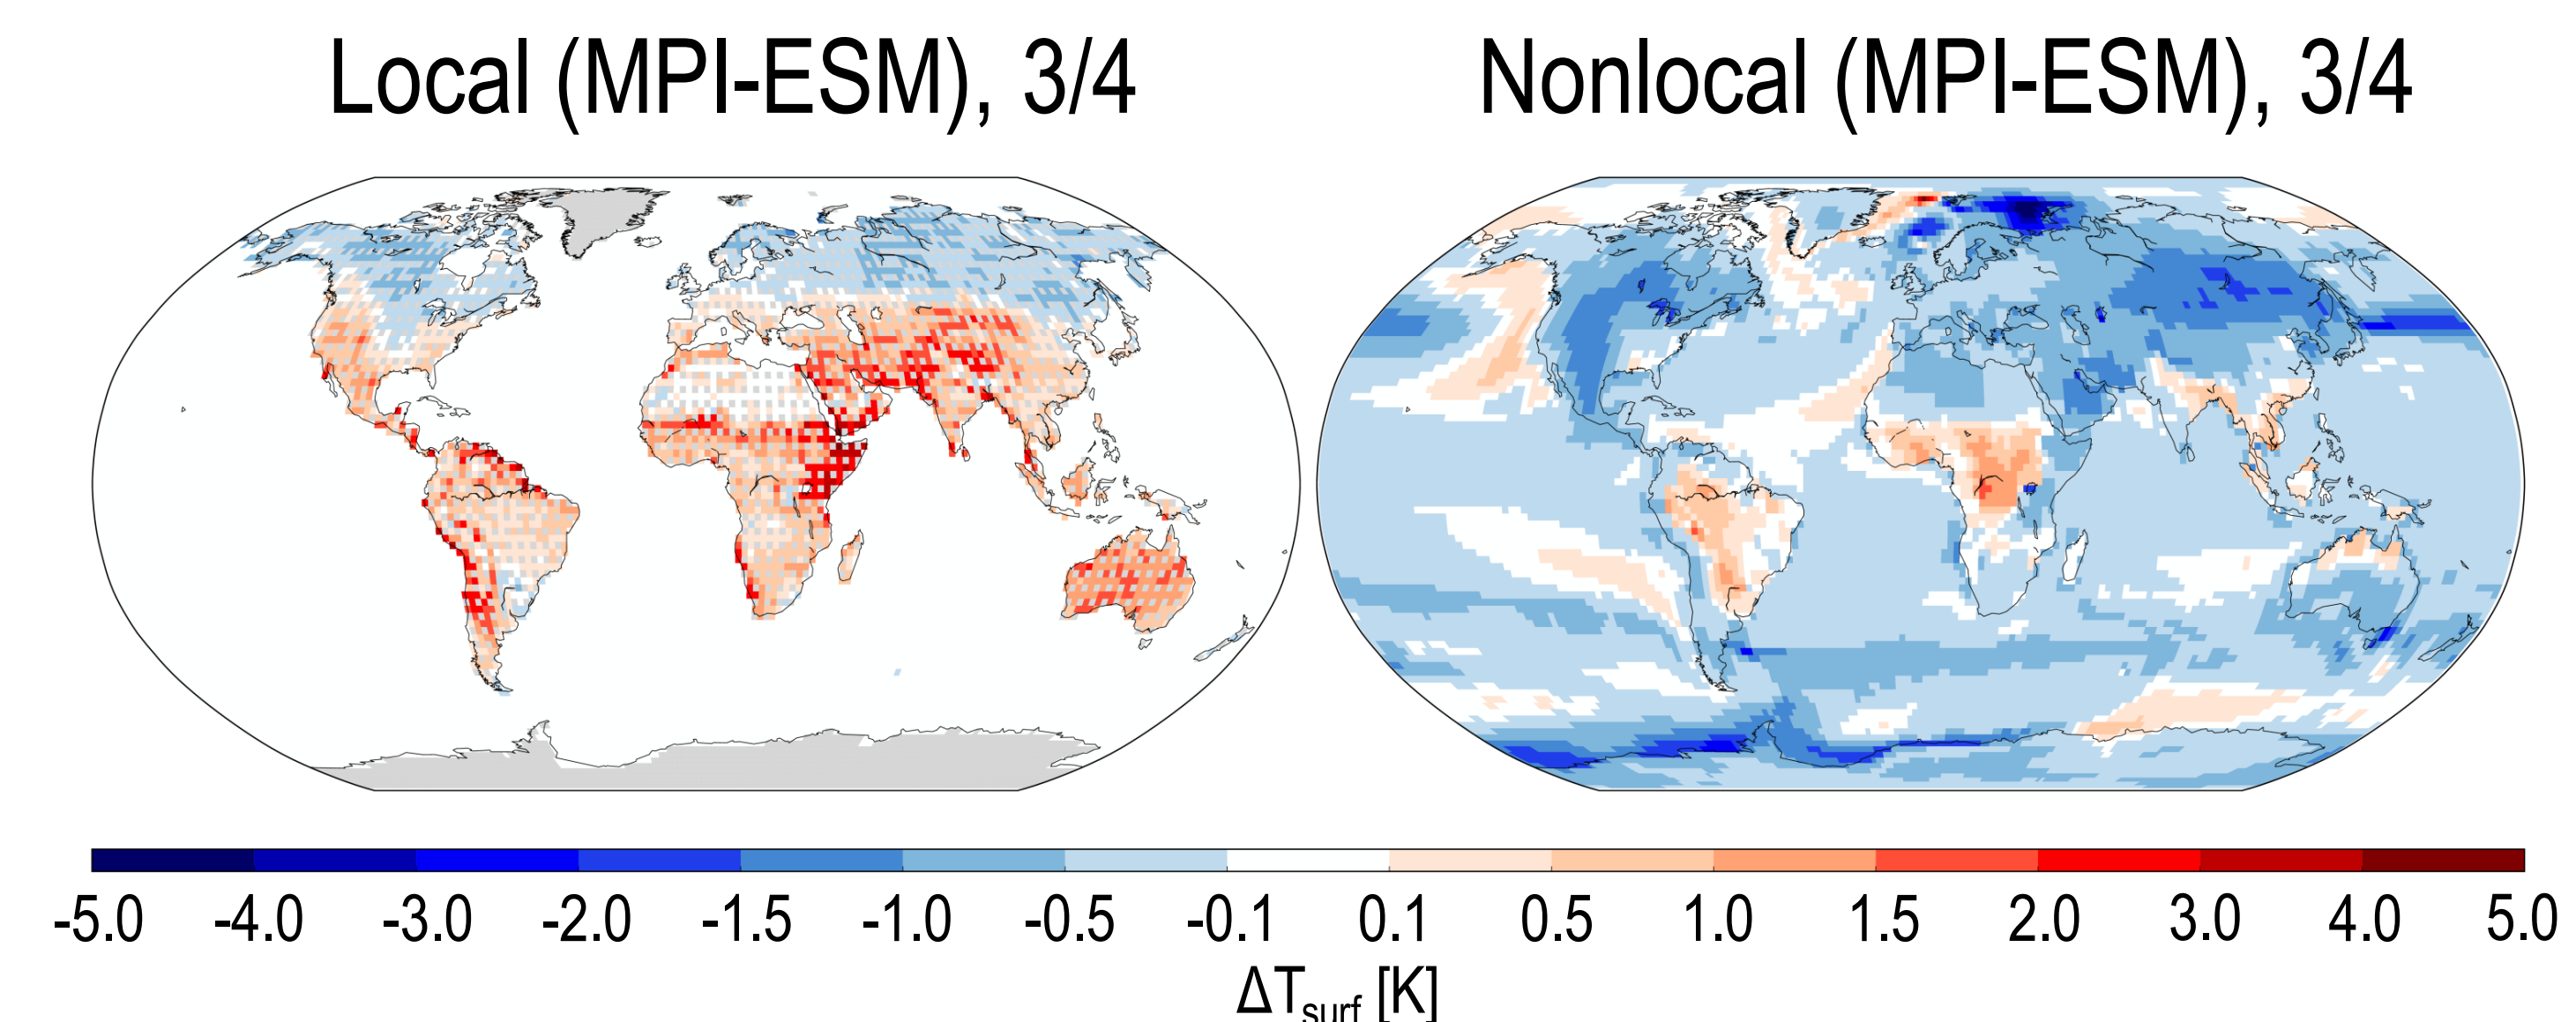 Local (MPI-ESM), 3/4
Nonlocal (MPI-ESM), 3/4
-5.0 -4.0 -3.0 -2.0 -1.5 -1.0 -0.5 -0.1 0.1 0.5 1.0 1.5 2.0 3.0 4.0 5.0
ΔTsurf [K]